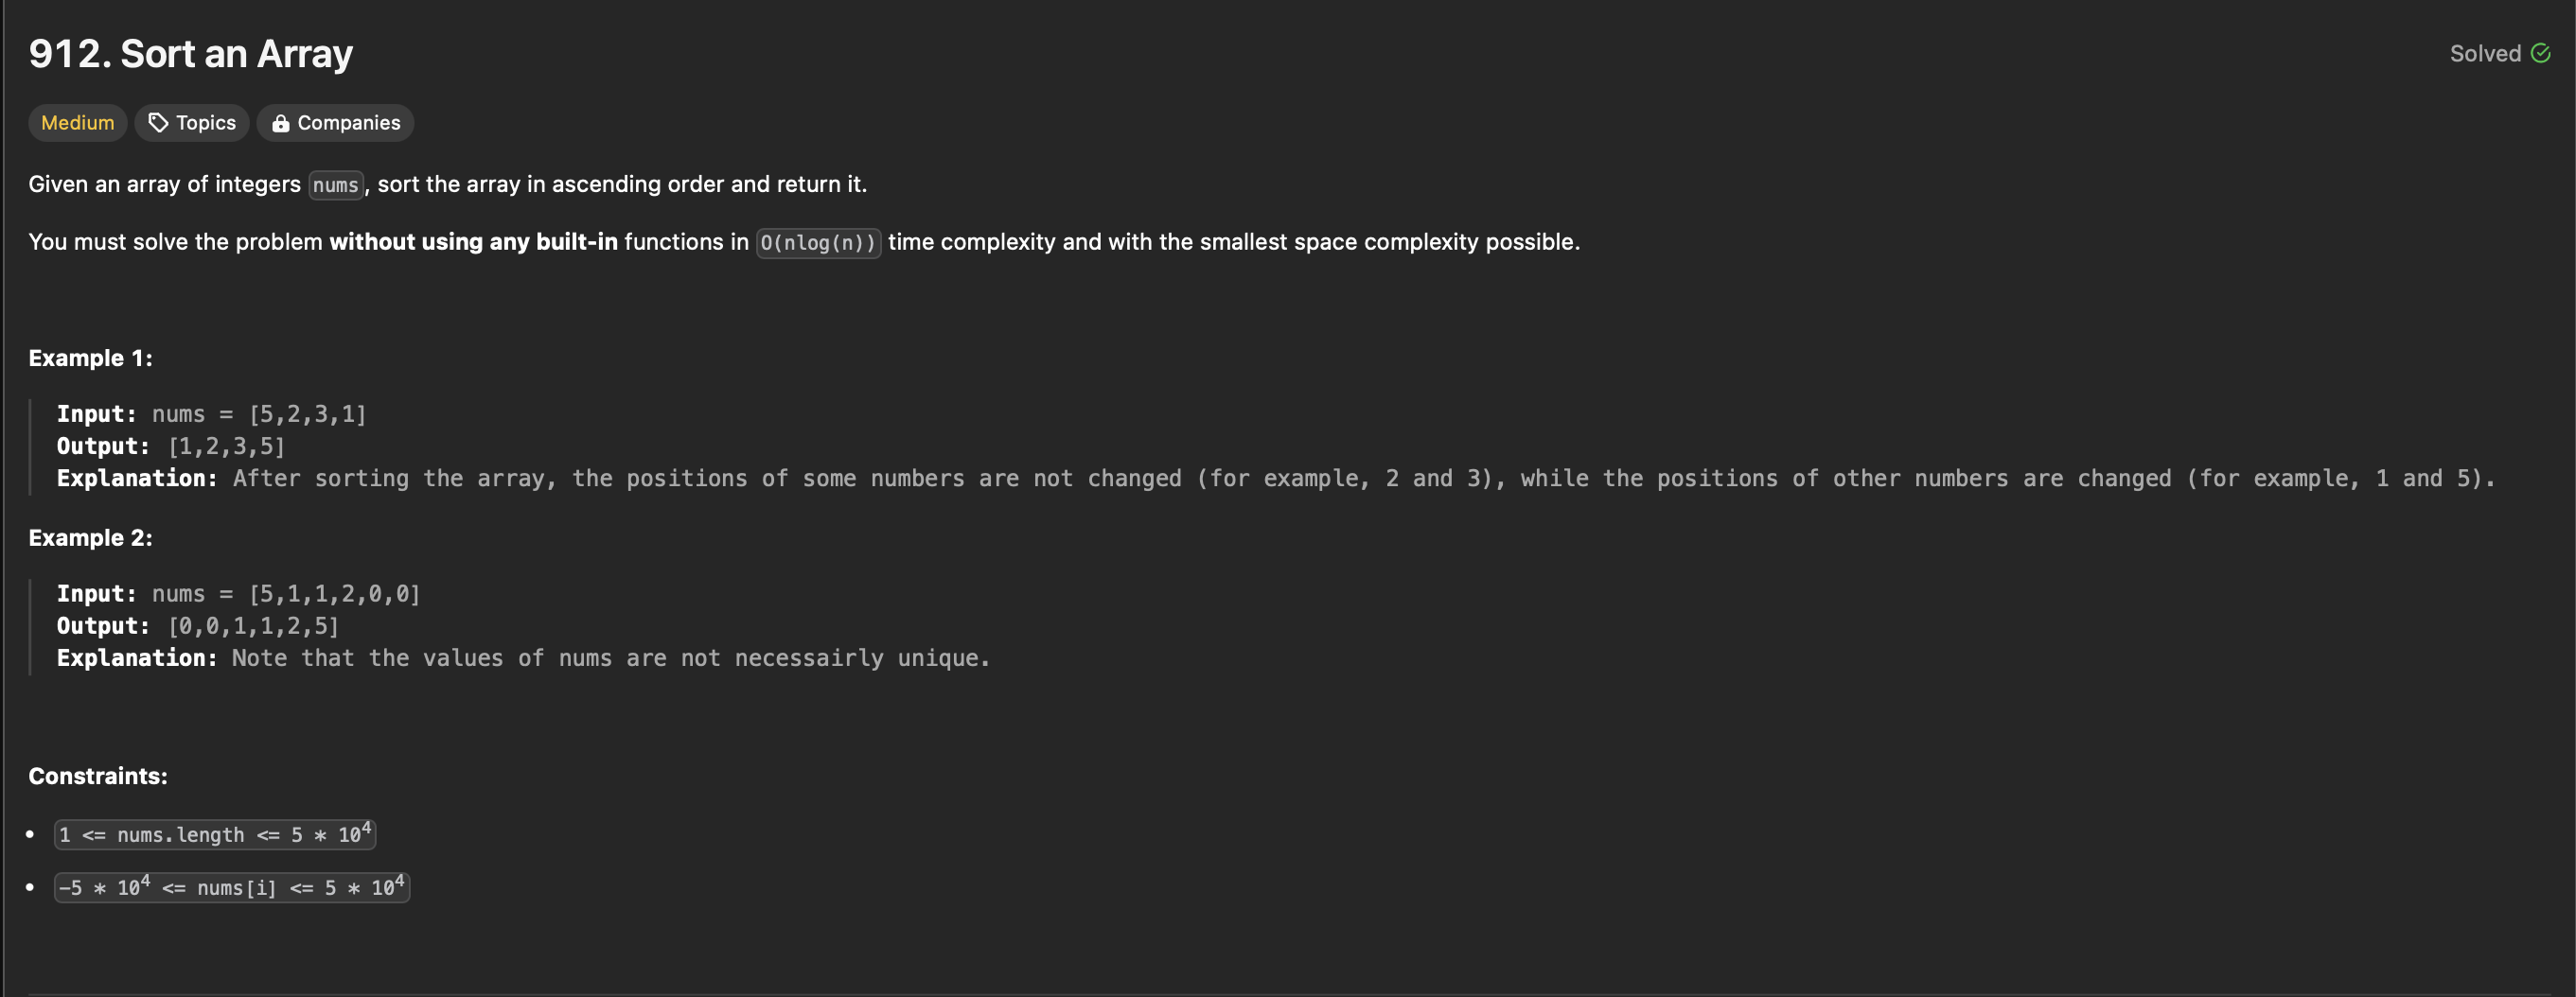 912. Sort an Array
Solved
Medium Topics Companies
Given an array of integers nums, sort the array in ascending order and return it.
You must solve the problem without using any built-in functions in O(nlog(n)) time complexity and with the smallest space complexity possible.
Example 1:
Input: nums = [5,2,3,1]
Output: [1,2,3,5]
Explanation: After sorting the array, the positions of some numbers are not changed (for example, 2 and 3), while the positions of other numbers are changed (for example, 1 and 5).
Example 2:
Input: nums = [5,1,1,2,0,0]
Output: [0,0,1,1,2,5]
Explanation: Note that the values of nums are not necessairly unique.
Constraints:
• 1 <= nums.length <= 5 * 10⁴
• -5 * 10⁴ <= nums[i] <= 5 * 10⁴